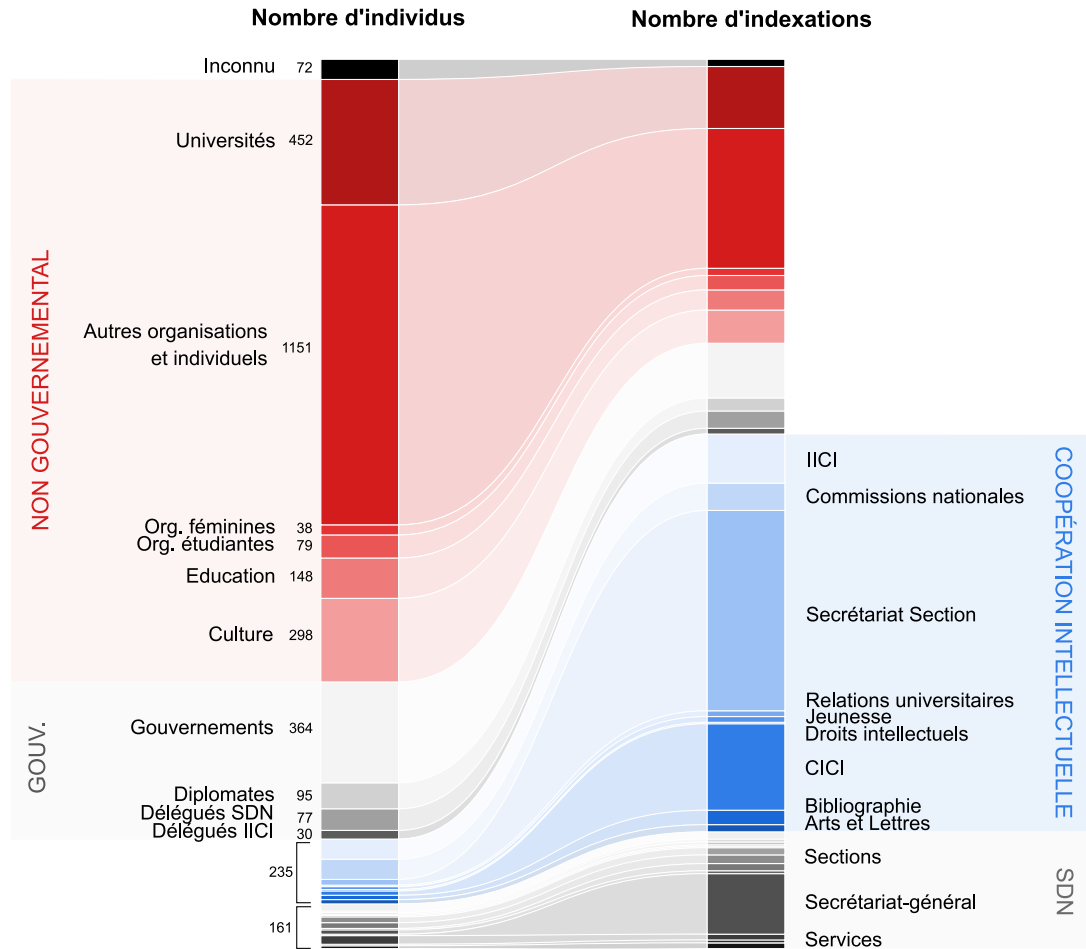 Nombre d'individus
Nombre d'indexations
Inconnu 72
Universités 452
NON GOUVERNEMENTAL
Autres organisations
et individuels 1151
Org. féminines 38
Org. étudiantes 79
Education 148
Culture 298
GOUV.
Gouvernements 364
Diplomates 95
Délégués SDN 77
Délégués IICI 30
235
161
IICI
Commissions nationales
COOPÉRATION INTELLECTUELLE
Secrétariat Section
Relations universitaires
Jeunesse
Droits intellectuels
CICI
Bibliographie
Arts et Lettres
Sections
SDN
Secrétariat-général
Services